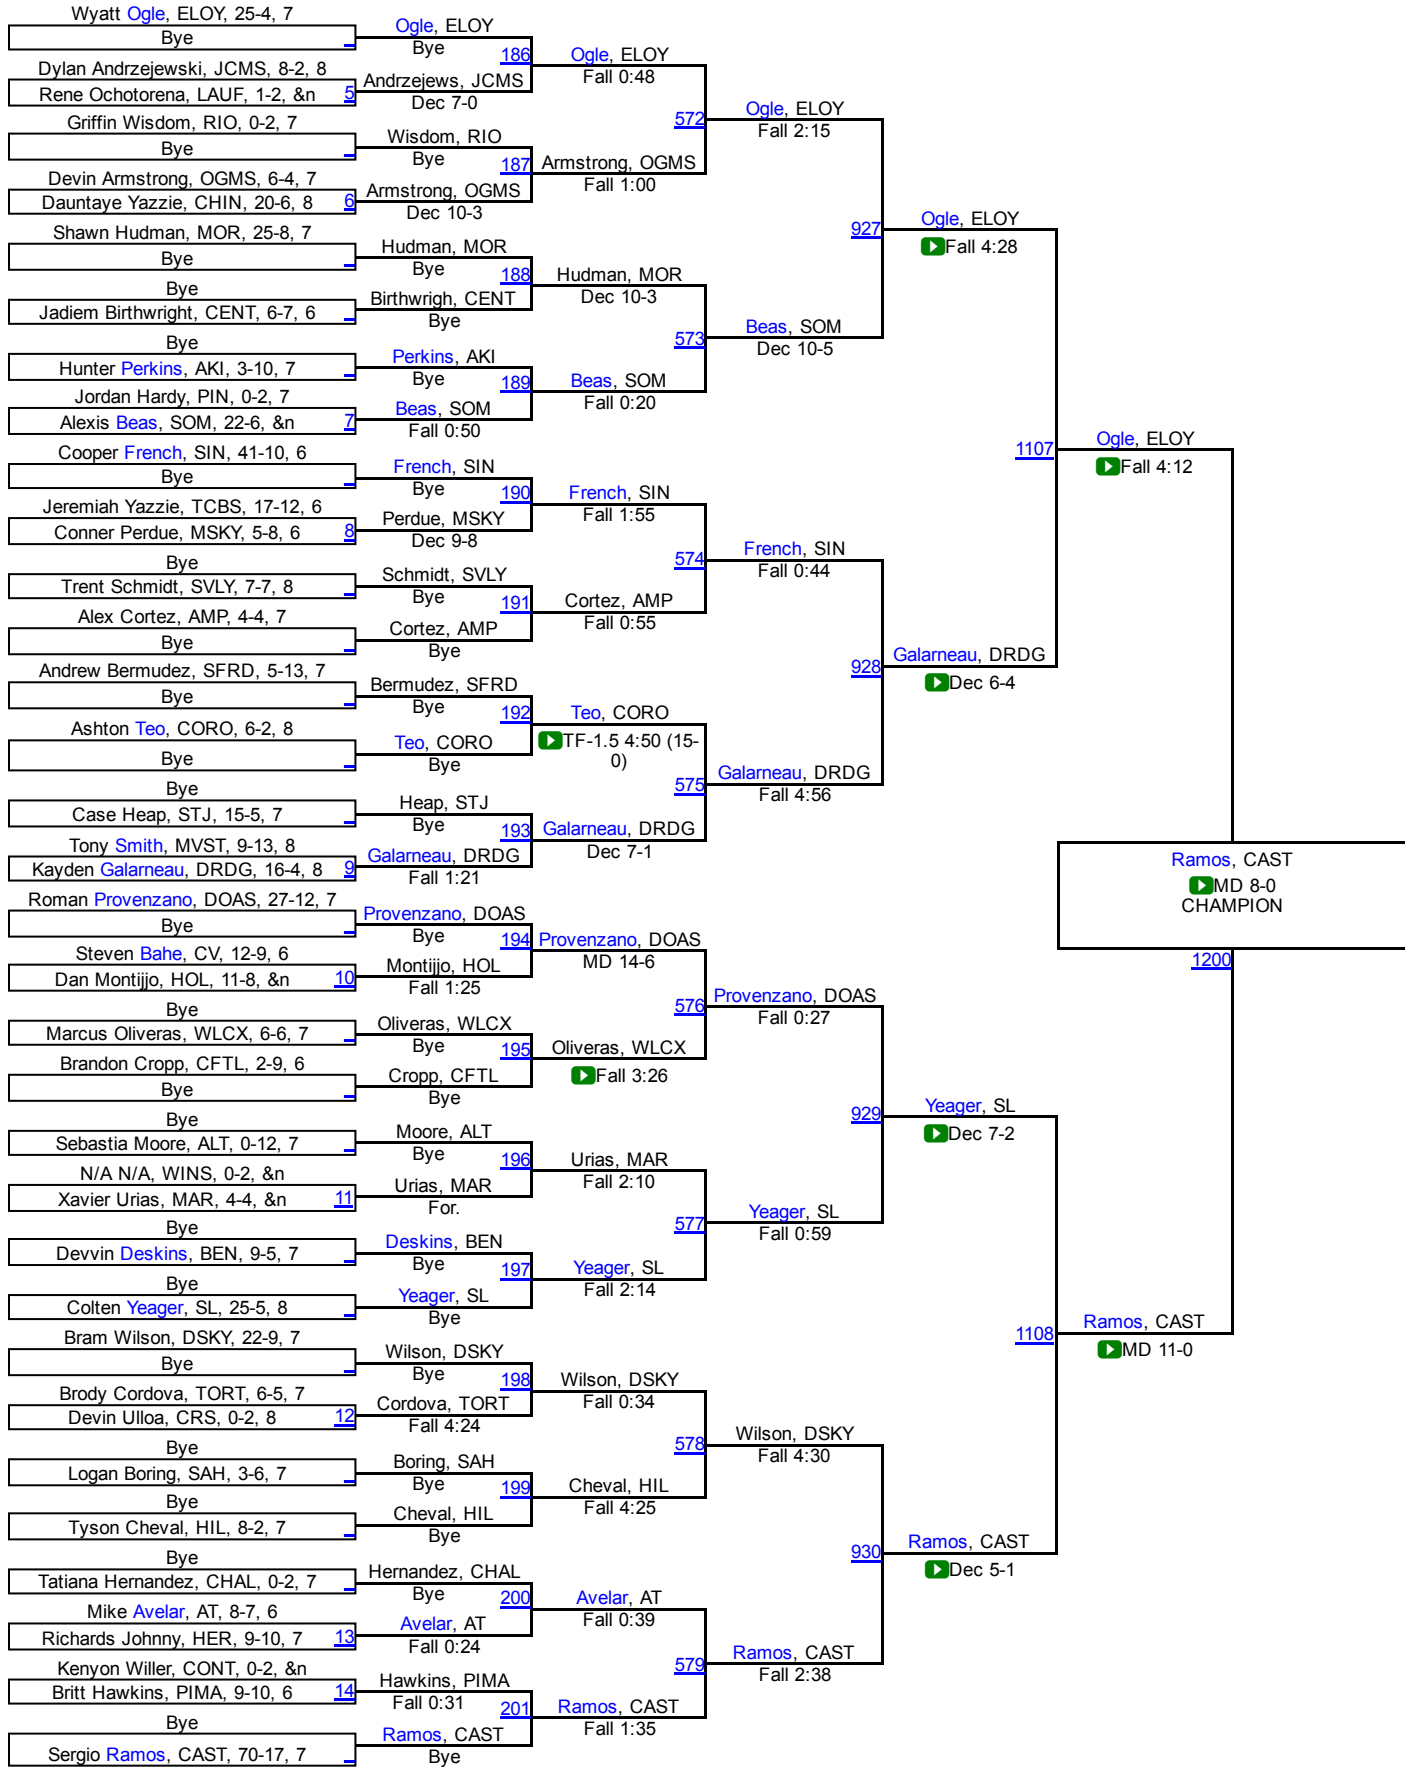 Wyatt Ogle, ELOY, 25-4, 7
Bye
Dylan Andrzejewski, JCMS, 8-2, 8
Rene Ochotorena, LAUF, 1-2, &n
5
Griffin Wisdom, RIO, 0-2, 7
Bye
Devin Armstrong, OGMS, 6-4, 7
Dauntaye Yazzie, CHIN, 20-6, 8
6
Shawn Hudman, MOR, 25-8, 7
Bye
Bye
Jadiem Birthwright, CENT, 6-7, 6
Bye
Hunter Perkins, AKI, 3-10, 7
Jordan Hardy, PIN, 0-2, 7
Alexis Beas, SOM, 22-6, &n
7
Cooper French, SIN, 41-10, 6
Bye
Jeremiah Yazzie, TCBS, 17-12, 6
Conner Perdue, MSKY, 5-8, 6
8
Bye
Trent Schmidt, SVLY, 7-7, 8
Alex Cortez, AMP, 4-4, 7
Bye
Andrew Bermudez, SFRD, 5-13, 7
Bye
Ashton Teo, CORO, 6-2, 8
Bye
Bye
Case Heap, STJ, 15-5, 7
Tony Smith, MVST, 9-13, 8
Kayden Galarneau, DRDG, 16-4, 8
9
Roman Provenzano, DOAS, 27-12, 7
Bye
Steven Bahe, CV, 12-9, 6
Dan Montijjo, HOL, 11-8, &n
10
Bye
Marcus Oliveras, WLCX, 6-6, 7
Brandon Cropp, CFTL, 2-9, 6
Bye
Bye
Sebastia Moore, ALT, 0-12, 7
N/A N/A, WINS, 0-2, &n
Xavier Urias, MAR, 4-4, &n
11
Bye
Devvin Deskins, BEN, 9-5, 7
Bye
Colten Yeager, SL, 25-5, 8
Bram Wilson, DSKY, 22-9, 7
Bye
Brody Cordova, TORT, 6-5, 7
Devin Ulloa, CRS, 0-2, 8
12
Bye
Logan Boring, SAH, 3-6, 7
Bye
Tyson Cheval, HIL, 8-2, 7
Bye
Tatiana Hernandez, CHAL, 0-2, 7
Mike Avelar, AT, 8-7, 6
Richards Johnny, HER, 9-10, 7
13
Kenyon Willer, CONT, 0-2, &n
Britt Hawkins, PIMA, 9-10, 6
14
Bye
Sergio Ramos, CAST, 70-17, 7
Ogle, ELOY
Bye
186
Andrzejews, JCMS
Dec 7-0
Wisdom, RIO
Bye
187
Armstrong, OGMS
Dec 10-3
Hudman, MOR
Bye
188
Birthwrigh, CENT
Bye
Perkins, AKI
Bye
189
Beas, SOM
Fall 0:50
French, SIN
Bye
190
Perdue, MSKY
Dec 9-8
Schmidt, SVLY
Bye
191
Cortez, AMP
Bye
Bermudez, SFRD
Bye
192
Teo, CORO
Bye
Heap, STJ
Bye
193
Galarneau, DRDG
Fall 1:21
Provenzano, DOAS
Bye
194
Montijjo, HOL
Fall 1:25
Oliveras, WLCX
Bye
195
Cropp, CFTL
Bye
Moore, ALT
Bye
196
Urias, MAR
For.
Deskins, BEN
Bye
197
Yeager, SL
Bye
Wilson, DSKY
Bye
198
Cordova, TORT
Fall 4:24
Boring, SAH
Bye
199
Cheval, HIL
Bye
Hernandez, CHAL
Bye
200
Avelar, AT
Fall 0:24
Hawkins, PIMA
Fall 0:31
201
Ramos, CAST
Bye
Ogle, ELOY
Fall 0:48
572
Armstrong, OGMS
Fall 1:00
Hudman, MOR
Dec 10-3
573
Beas, SOM
Fall 0:20
French, SIN
Fall 1:55
574
Cortez, AMP
Fall 0:55
Teo, CORO
TF-1.5 4:50 (15-
0)
575
Galarneau, DRDG
Dec 7-1
Provenzano, DOAS
MD 14-6
576
Oliveras, WLCX
Fall 3:26
Urias, MAR
Fall 2:10
577
Yeager, SL
Fall 2:14
Wilson, DSKY
Fall 0:34
578
Cheval, HIL
Fall 4:25
Avelar, AT
Fall 0:39
579
Ramos, CAST
Fall 1:35
Ogle, ELOY
Fall 2:15
927
Beas, SOM
Dec 10-5
French, SIN
Fall 0:44
928
Galarneau, DRDG
Fall 4:56
Provenzano, DOAS
Fall 0:27
929
Yeager, SL
Fall 0:59
Wilson, DSKY
Fall 4:30
930
Ramos, CAST
Fall 2:38
Ogle, ELOY
Fall 4:28
1107
Galarneau, DRDG
Dec 6-4
Yeager, SL
Dec 7-2
1108
Ramos, CAST
Dec 5-1
Ogle, ELOY
Fall 4:12
Ramos, CAST
MD 11-0
Ramos, CAST
MD 8-0
CHAMPION
1200